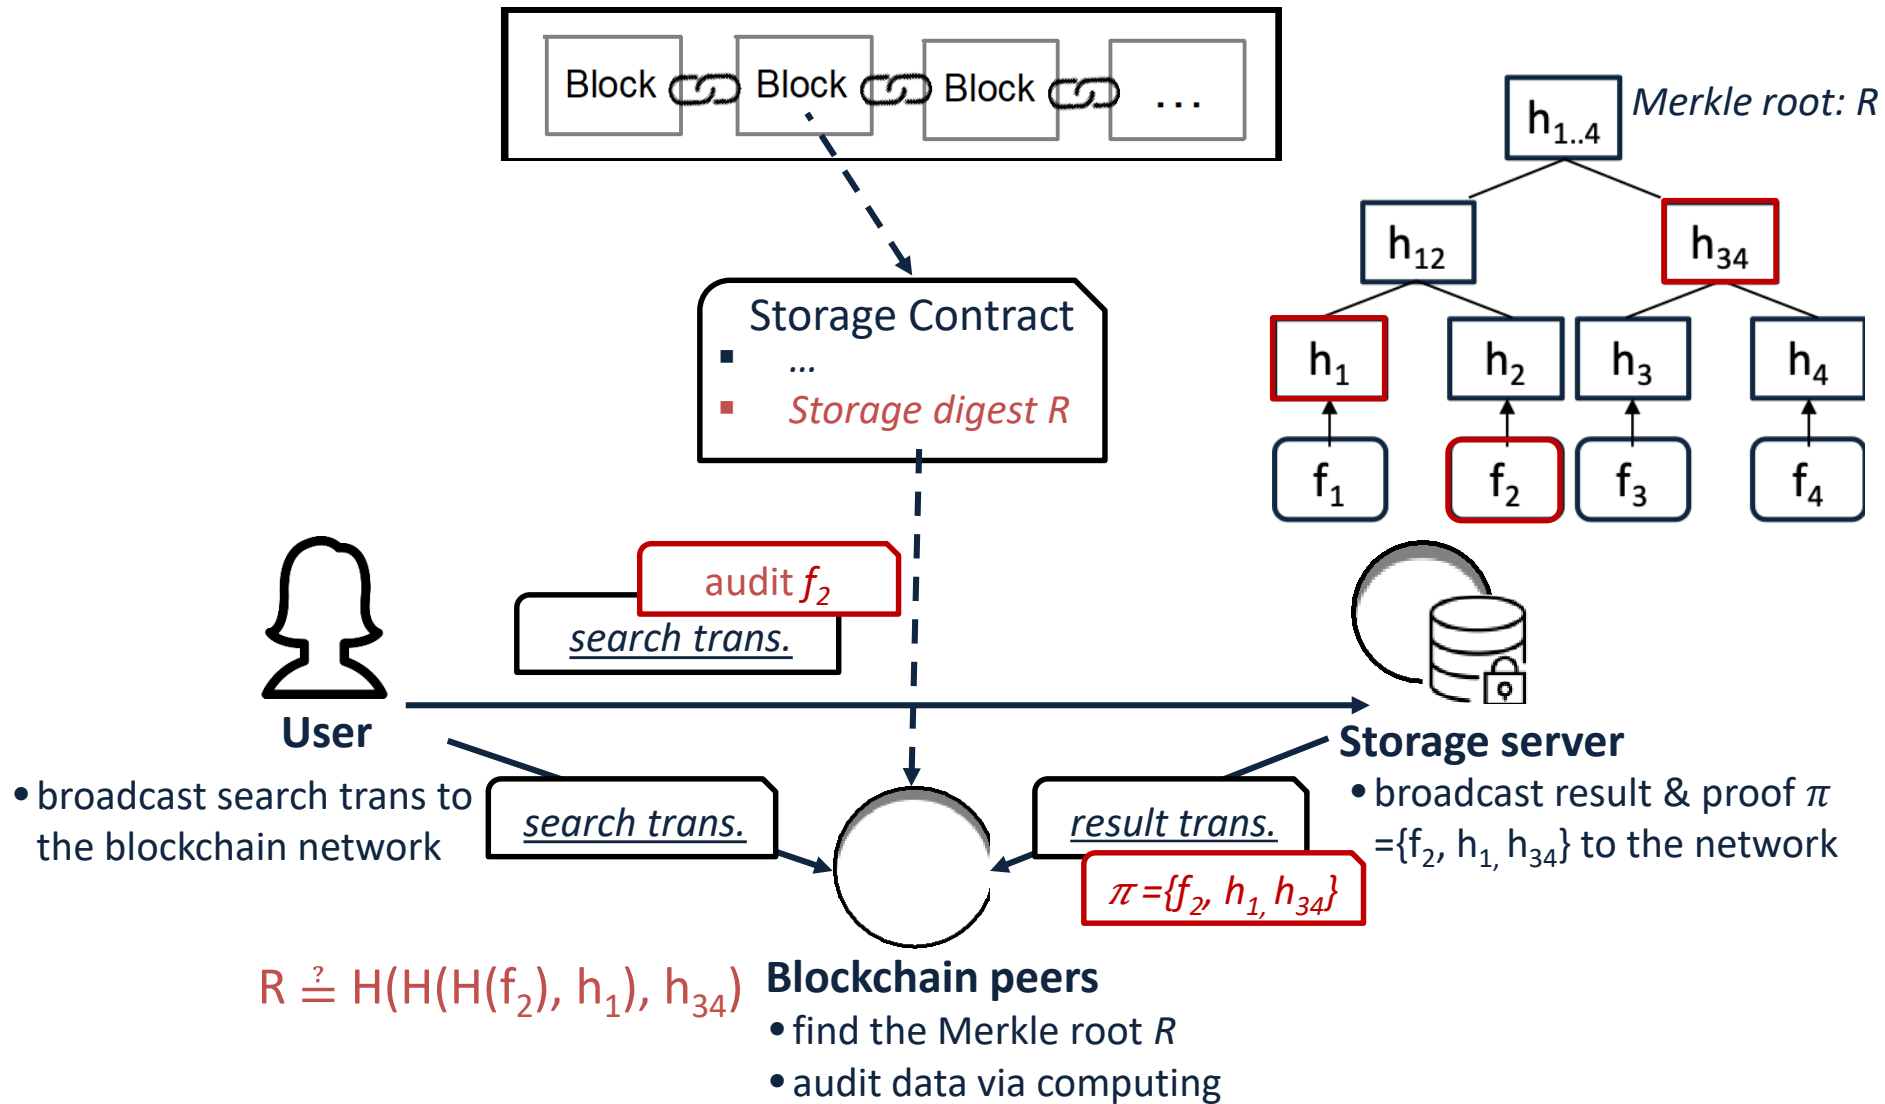 Block Block Block ...
Merkle root: R
h1..4
h12 h34
h1 h2 h3 h4
f1 f2 f3 f4
Storage Contract
▪ ...
▪ Storage digest R
audit f2
search trans.
User
• broadcast search trans to
the blockchain network
search trans.
Storage server
• broadcast result & proof π
={f2, h1, h34} to the network
result trans.
π ={f2, h1, h34}
R ≟ H(H(H(f2), h1), h34)
Blockchain peers
• find the Merkle root R
• audit data via computing